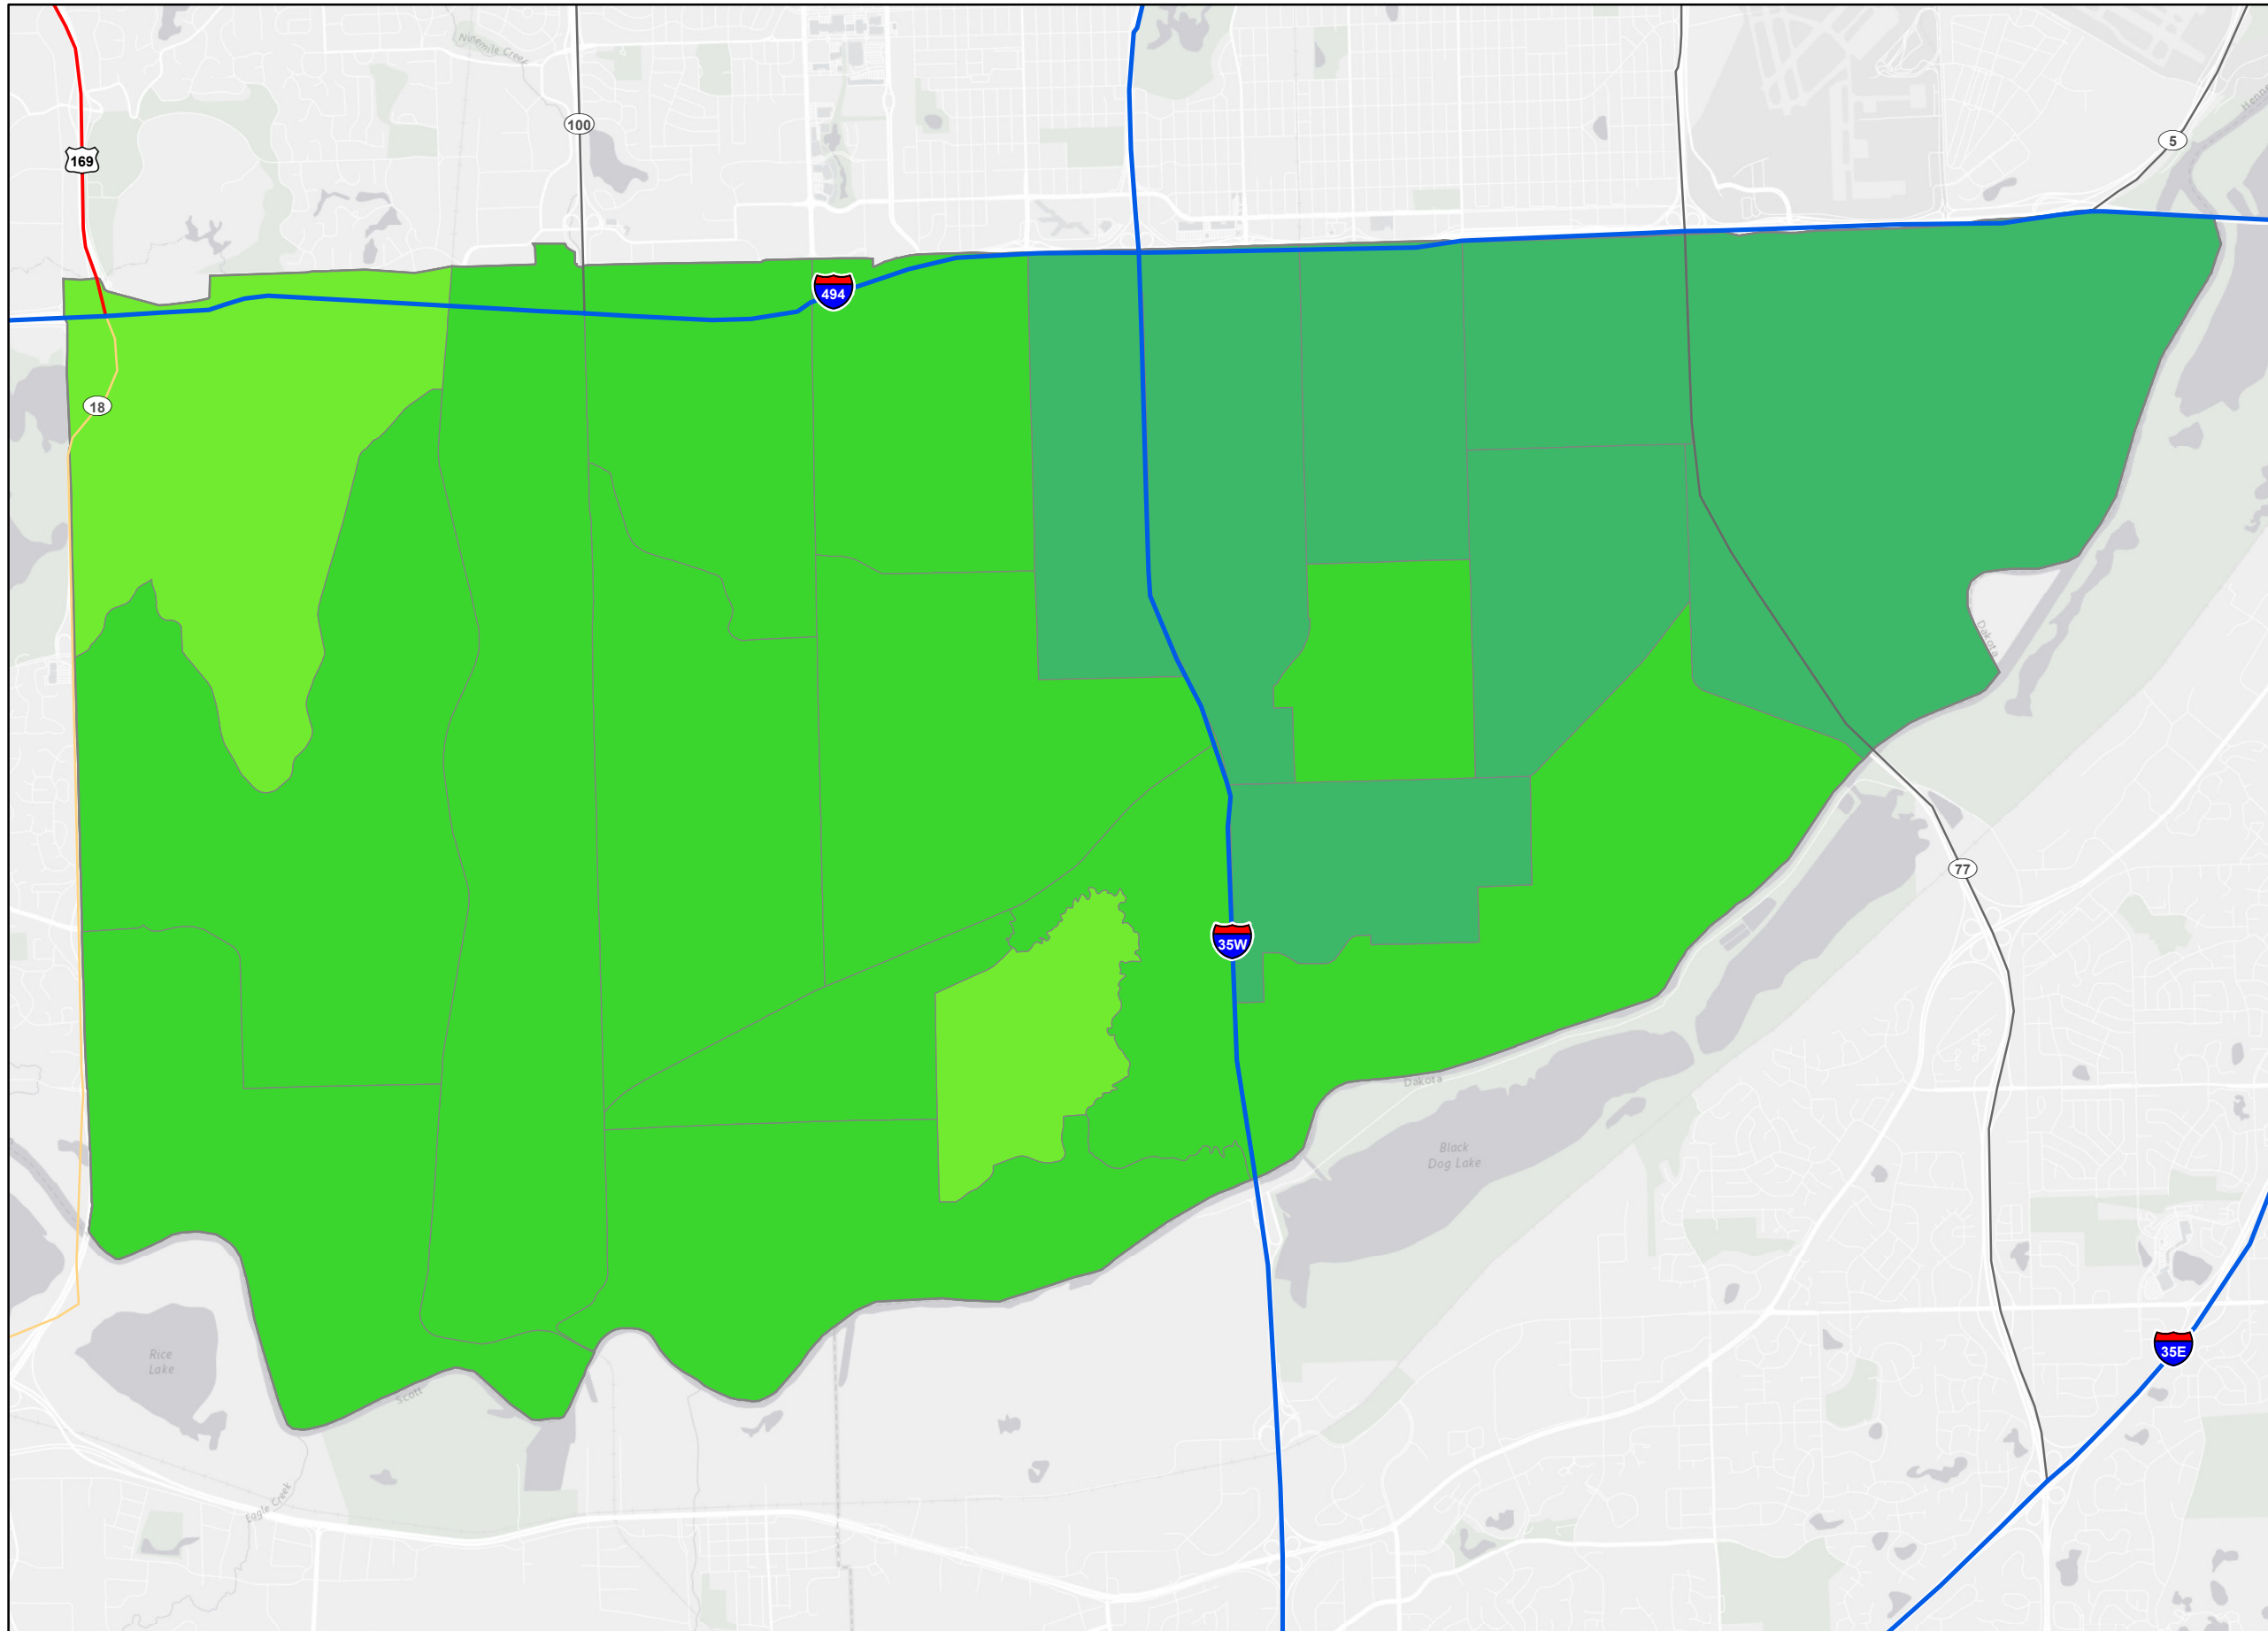 Ninemile Creek
100
169
5
494
18
Dakota
77
35W
Dakota
Black
Dog Lake
35E
Rice
Lake
Scott
Eagle Creek